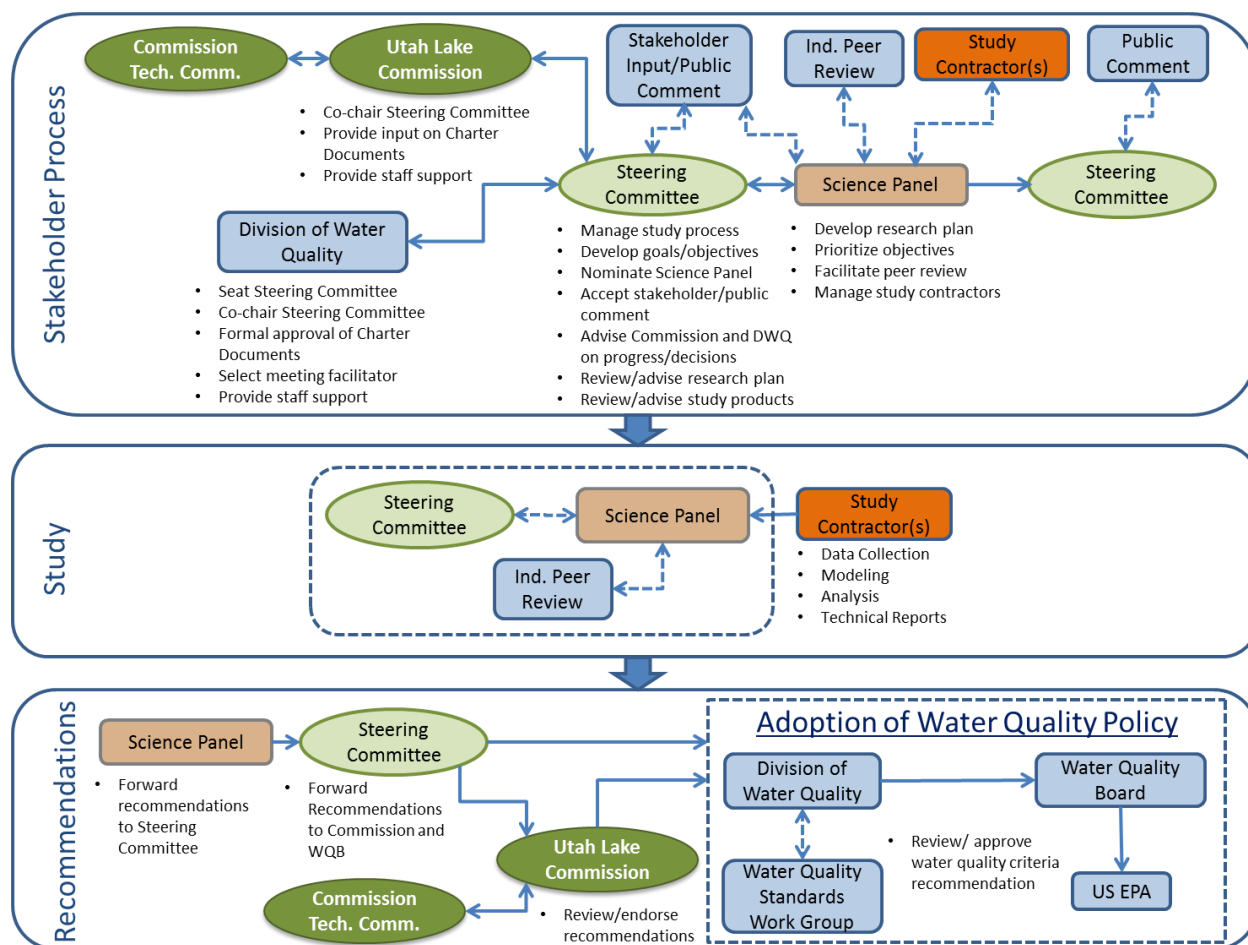 Stakeholder Process
Commission
Tech. Comm.
Utah Lake
Commission
• Co-chair Steering Committee
• Provide input on Charter
Documents
• Provide staff support
Division of Water
Quality
• Seat Steering Committee
• Co-chair Steering Committee
• Formal approval of Charter
Documents
• Select meeting facilitator
• Provide staff support
Stakeholder
Input/Public
Comment
Steering
Committee
• Manage study process
• Develop goals/objectives
• Nominate Science Panel
• Accept stakeholder/public
comment
• Advise Commission and DWQ
on progress/decisions
• Review/advise research plan
• Review/advise study products
Ind. Peer
Review
Study
Contractor(s)
Science Panel
• Develop research plan
• Prioritize objectives
• Facilitate peer review
• Manage study contractors
Public
Comment
Steering
Committee
Study
Steering
Committee
Science Panel
Ind. Peer
Review
Study
Contractor(s)
• Data Collection
• Modeling
• Analysis
• Technical Reports
Recommendations
Science Panel
• Forward
recommendations
to Steering
Committee
Steering
Committee
• Forward
Recommendations
to Commission and
WQB
Utah Lake
Commission
• Review/endorse
recommendations
Commission
Tech. Comm.
Adoption of Water Quality Policy
Division of
Water Quality
Water Quality
Board
• Review/ approve
water quality criteria
recommendation
Water Quality
Standards
Work Group
US EPA